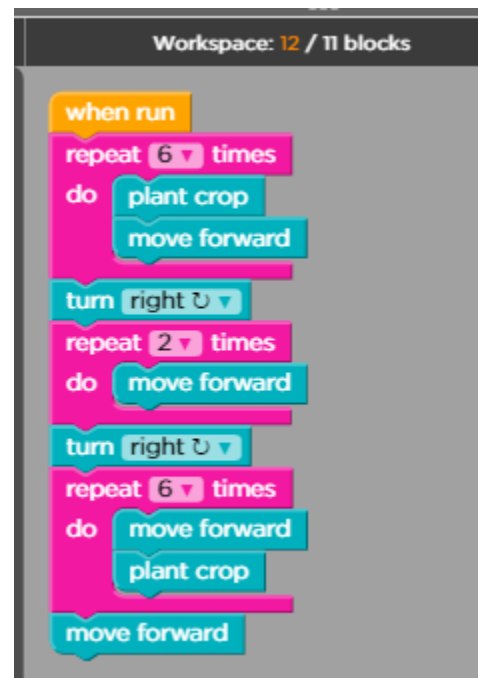 Workspace: 12 / 11 blocks
when run
repeat 6 times
do plant crop
move forward
turn right ↻
repeat 2 times
do move forward
turn right ↻
repeat 6 times
do move forward
plant crop
move forward